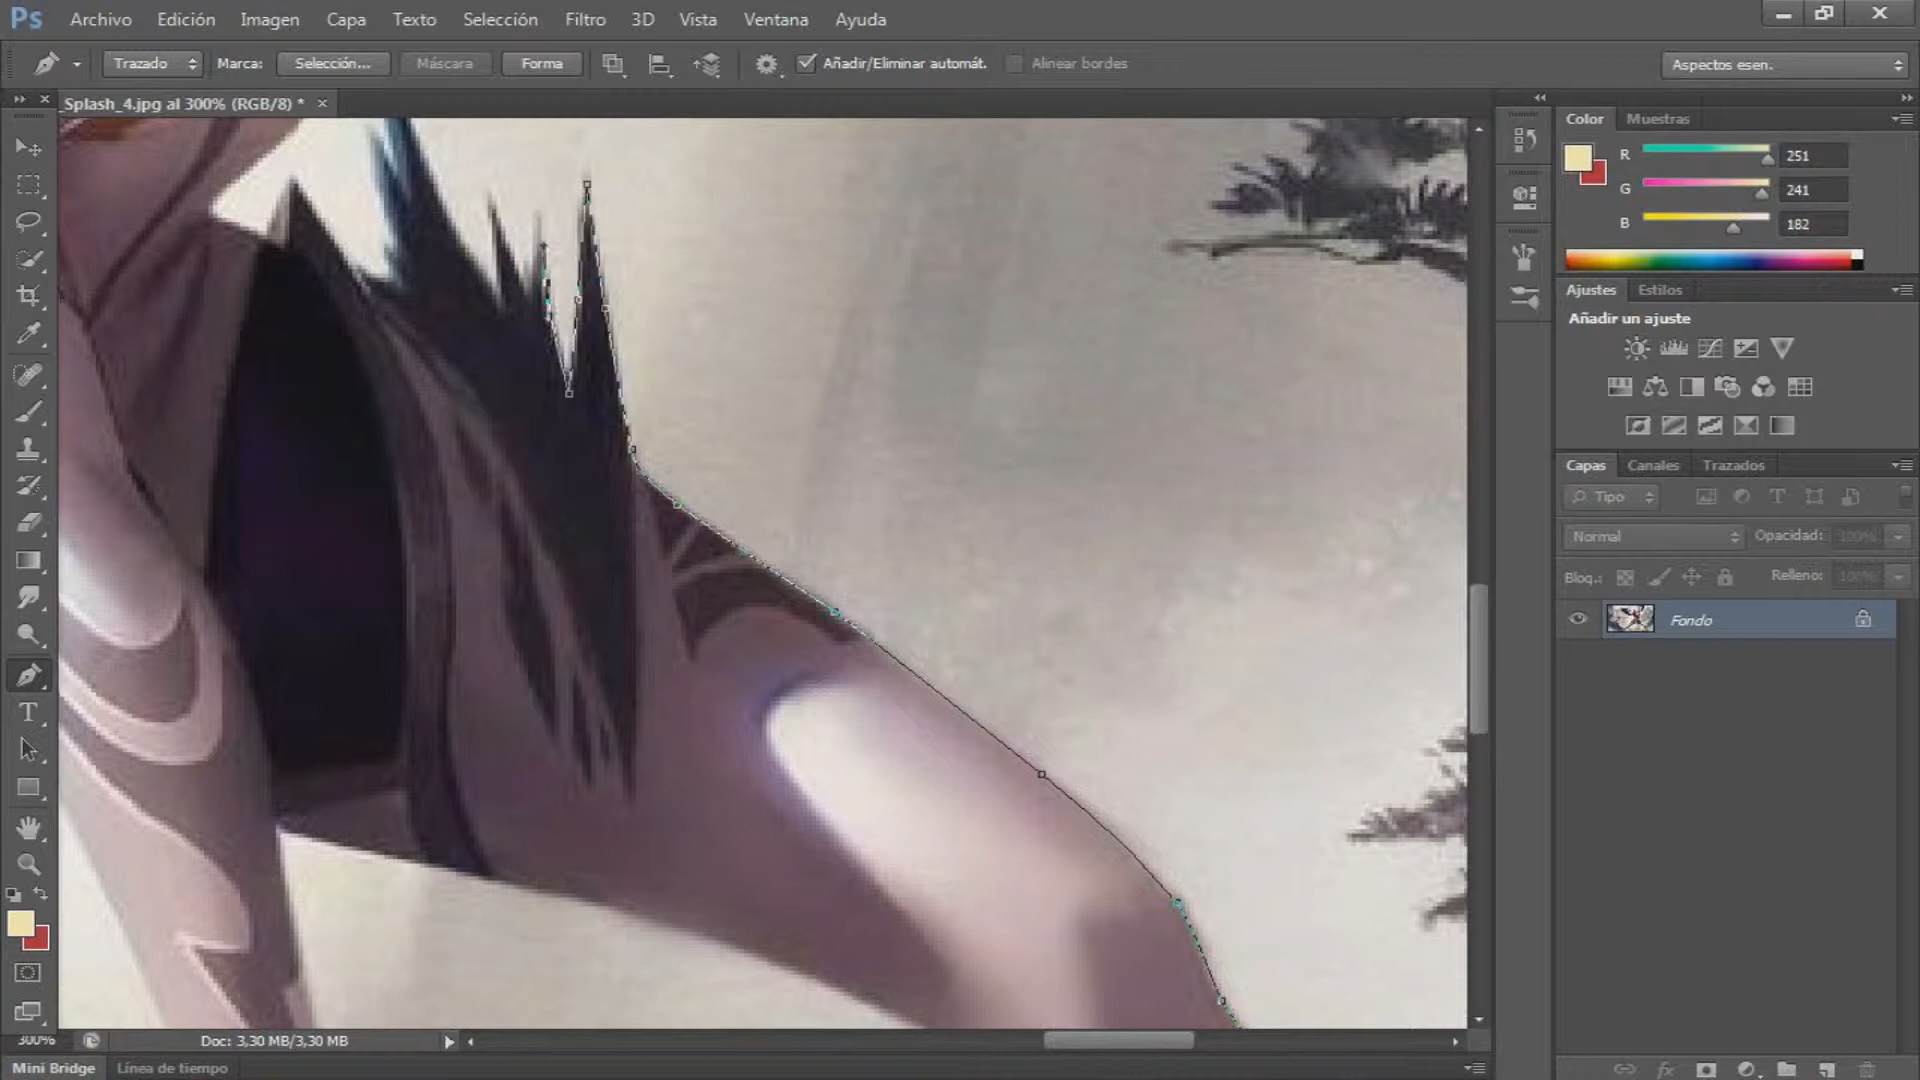 Ps Archivo Edición Imagen Capa Texto Selección Filtro 3D Vista Ventana Ayuda
Trazado Marca: Selección... Máscara Forma Añadir/Eliminar automát. Alinear bordes Aspectos esen.
_Splash_4.jpg al 300% (RGB/8) * ×
Color Muestras
R 251
G 241
B 182
Ajustes Estilos
Añadir un ajuste
Capas Canales Trazados
Tipo
Normal Opacidad: 100%
Bloq.: Relleno: 100%
Fondo
300% Doc: 3,30 MB/3,30 MB
Mini Bridge Línea de tiempo